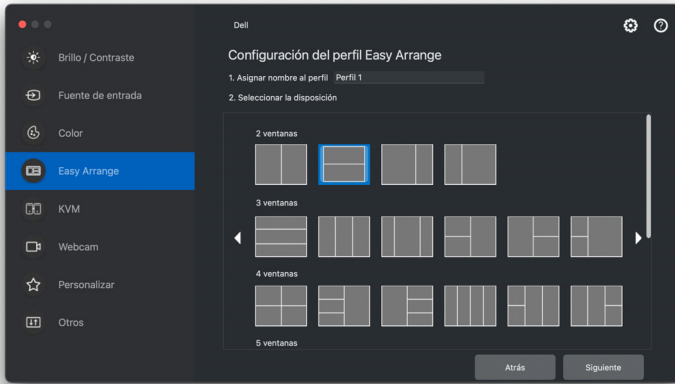 Dell
Configuración del perfil Easy Arrange
1. Asignar nombre al perfil Perfil 1
2. Seleccionar la disposición
Brillo / Contraste
Fuente de entrada
Color
Easy Arrange
KVM
Webcam
Personalizar
Otros
2 ventanas
3 ventanas
4 ventanas
5 ventanas
Atrás Siguiente